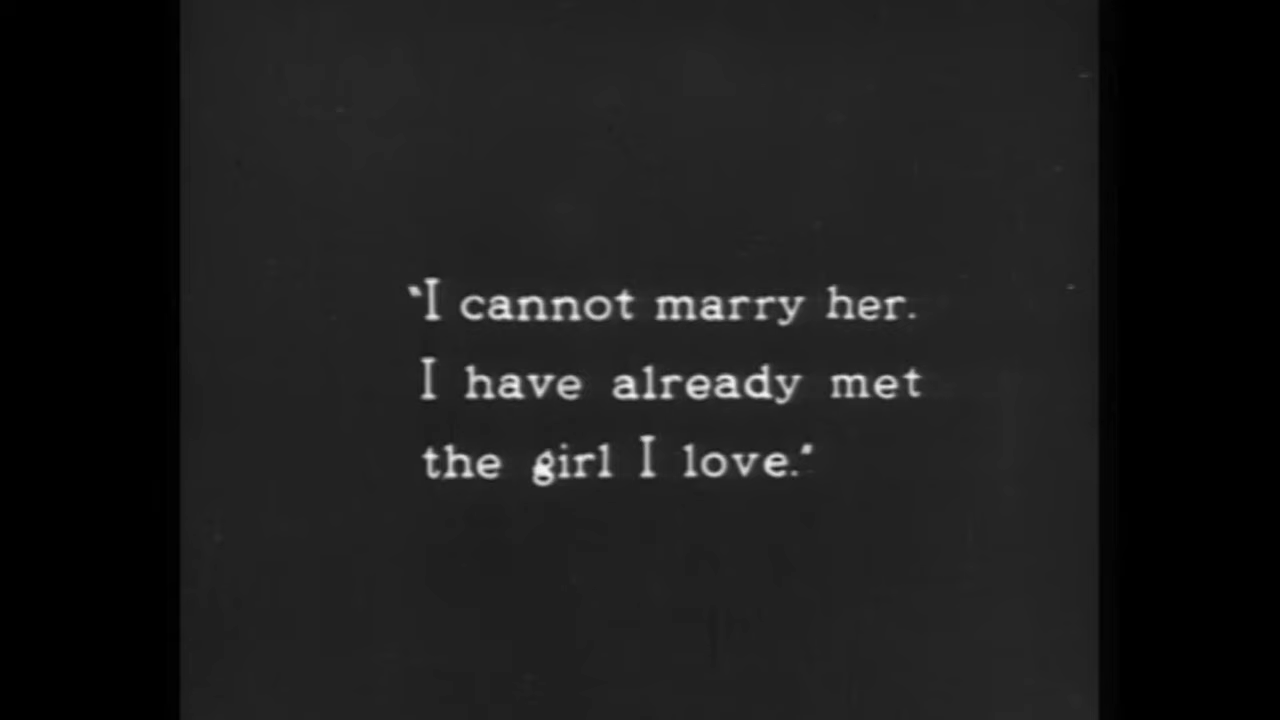 "I cannot marry her.
I have already met
the girl I love."